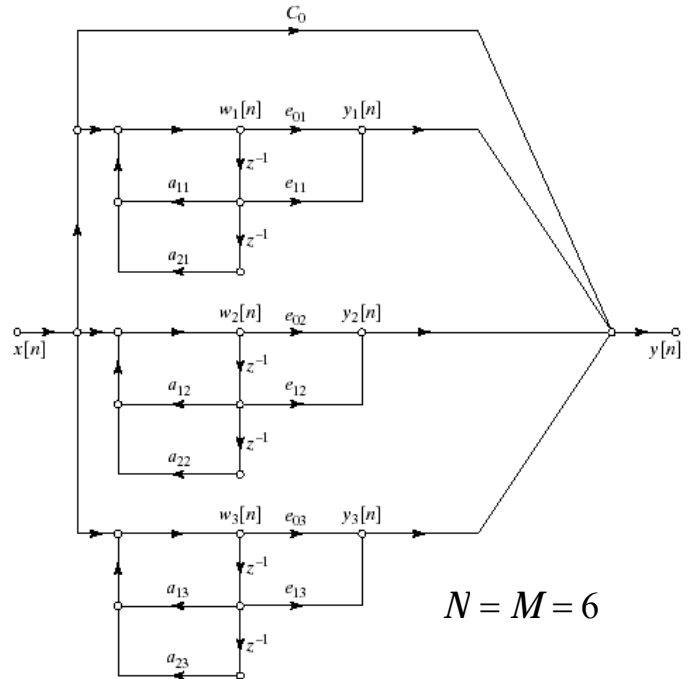 C₀
w₁[n] e₀₁ y₁[n]
z⁻¹
a₁₁ e₁₁
z⁻¹
a₂₁
w₂[n] e₀₂ y₂[n]
x[n] y[n]
z⁻¹
a₁₂ e₁₂
z⁻¹
a₂₂
w₃[n] e₀₃ y₃[n]
z⁻¹
a₁₃ e₁₃
N = M = 6
z⁻¹
a₂₃